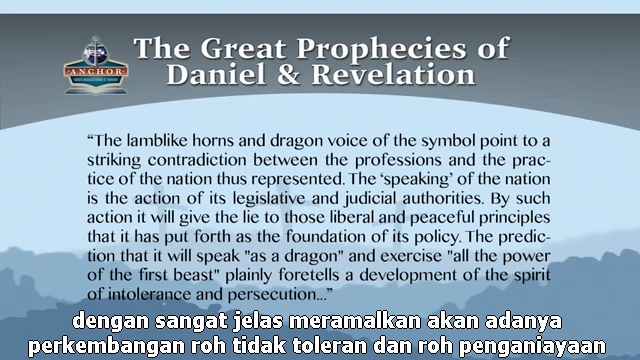 The Great Prophecies of
Daniel & Revelation
ANCHOR
“The lamblike horns and dragon voice of the symbol point to a
striking contradiction between the professions and the prac-
tice of the nation thus represented. The ‘speaking’ of the nation
is the action of its legislative and judicial authorities. By such
action it will give the lie to those liberal and peaceful principles
that it has put forth as the foundation of its policy. The predic-
tion that it will speak "as a dragon" and exercise "all the power
of the first beast" plainly foretells a development of the spirit
of intolerance and persecution...”
dengan sangat jelas meramalkan akan adanya
perkembangan roh tidak toleran dan roh penganiayaan